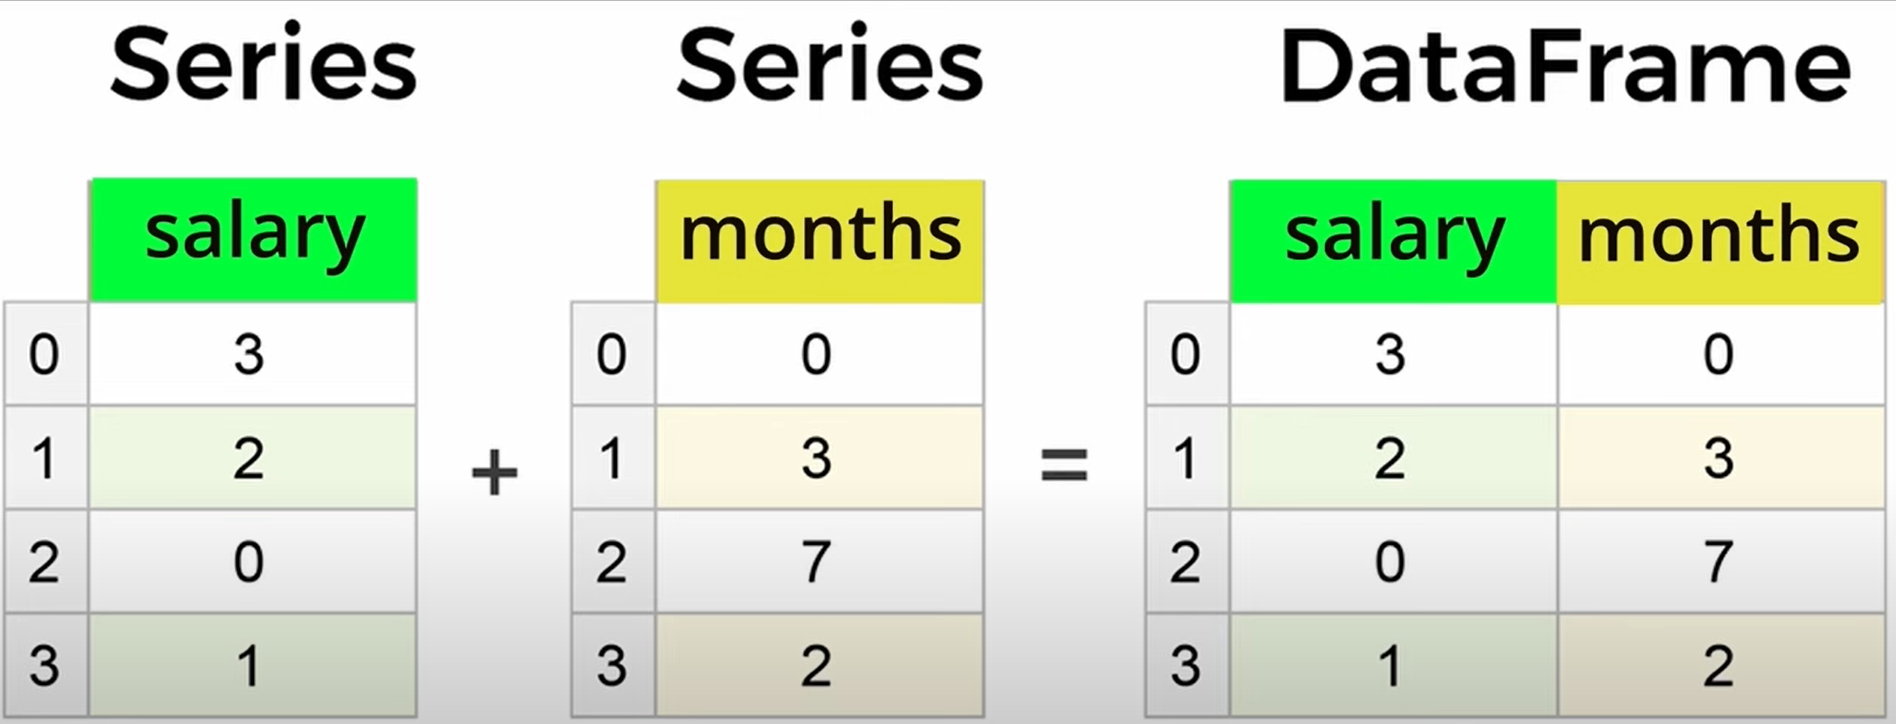 Series Series DataFrame
salary months salary months
0 3 0 0 0 3 0
1 2 1 3 1 2 3
+ =
2 0 2 7 2 0 7
3 1 3 2 3 1 2